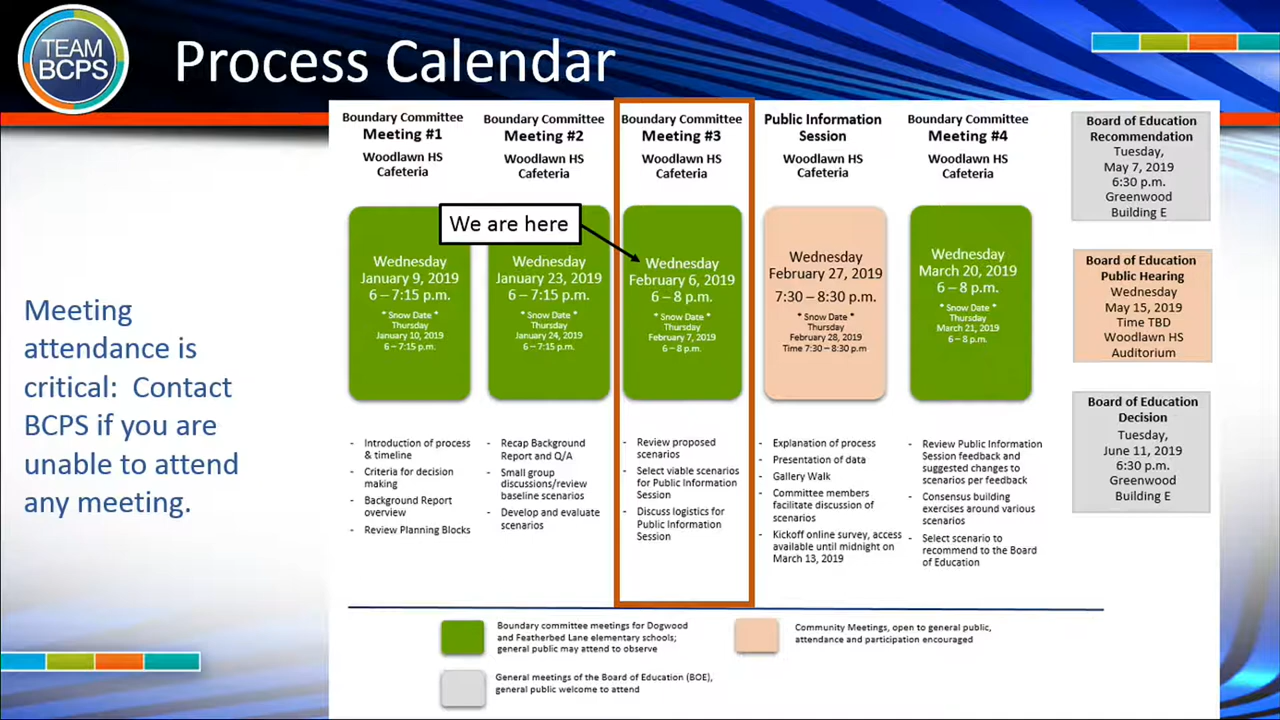 TEAM
BCPS
Process Calendar
Meeting
attendance is
critical: Contact
BCPS if you are
unable to attend
any meeting.
Boundary Committee
Meeting #1
Woodlawn HS
Cafeteria
Wednesday
January 9, 2019
6 – 7:15 p.m.
* Snow Date *
Thursday
January 10, 2019
6 – 7:15 p.m.
- Introduction of process
& timeline
- Criteria for decision
making
- Background Report
overview
- Review Planning Blocks
Boundary Committee
Meeting #2
Woodlawn HS
Cafeteria
We are here
Wednesday
January 23, 2019
6 – 7:15 p.m.
* Snow Date *
Thursday
January 24, 2019
6 – 7:15 p.m.
- Recap Background
Report and Q/A
- Small group
discussions/review
baseline scenarios
- Develop and evaluate
scenarios
Boundary Committee
Meeting #3
Woodlawn HS
Cafeteria
Wednesday
February 6, 2019
6 – 8 p.m.
* Snow Date *
Thursday
February 7, 2019
6 – 8 p.m.
- Review proposed
scenarios
- Select viable scenarios
for Public Information
Session
- Discuss logistics for
Public Information
Session
Public Information
Session
Woodlawn HS
Cafeteria
Wednesday
February 27, 2019
7:30 – 8:30 p.m.
* Snow Date *
Thursday
February 28, 2019
Time 7:30 – 8:30 p.m
- Explanation of process
- Presentation of data
- Gallery Walk
- Committee members
facilitate discussion of
scenarios
- Kickoff online survey, access
available until midnight on
March 13, 2019
Boundary Committee
Meeting #4
Woodlawn HS
Cafeteria
Wednesday
March 20, 2019
6 – 8 p.m.
* Snow Date *
Thursday
March 21, 2019
6 – 8 p.m.
- Review Public Information
Session feedback and
suggested changes to
scenarios per feedback
- Consensus building
exercises around various
scenarios
- Select scenario to
recommend to the Board
of Education
Board of Education
Recommendation
Tuesday,
May 7, 2019
6:30 p.m.
Greenwood
Building E
Board of Education
Public Hearing
Wednesday
May 15, 2019
Time TBD
Woodlawn HS
Auditorium
Board of Education
Decision
Tuesday,
June 11, 2019
6:30 p.m.
Greenwood
Building E
Boundary committee meetings for Dogwood
and Featherbed Lane elementary schools;
general public may attend to observe
Community Meetings, open to general public,
attendance and participation encouraged
General meetings of the Board of Education (BOE),
general public welcome to attend